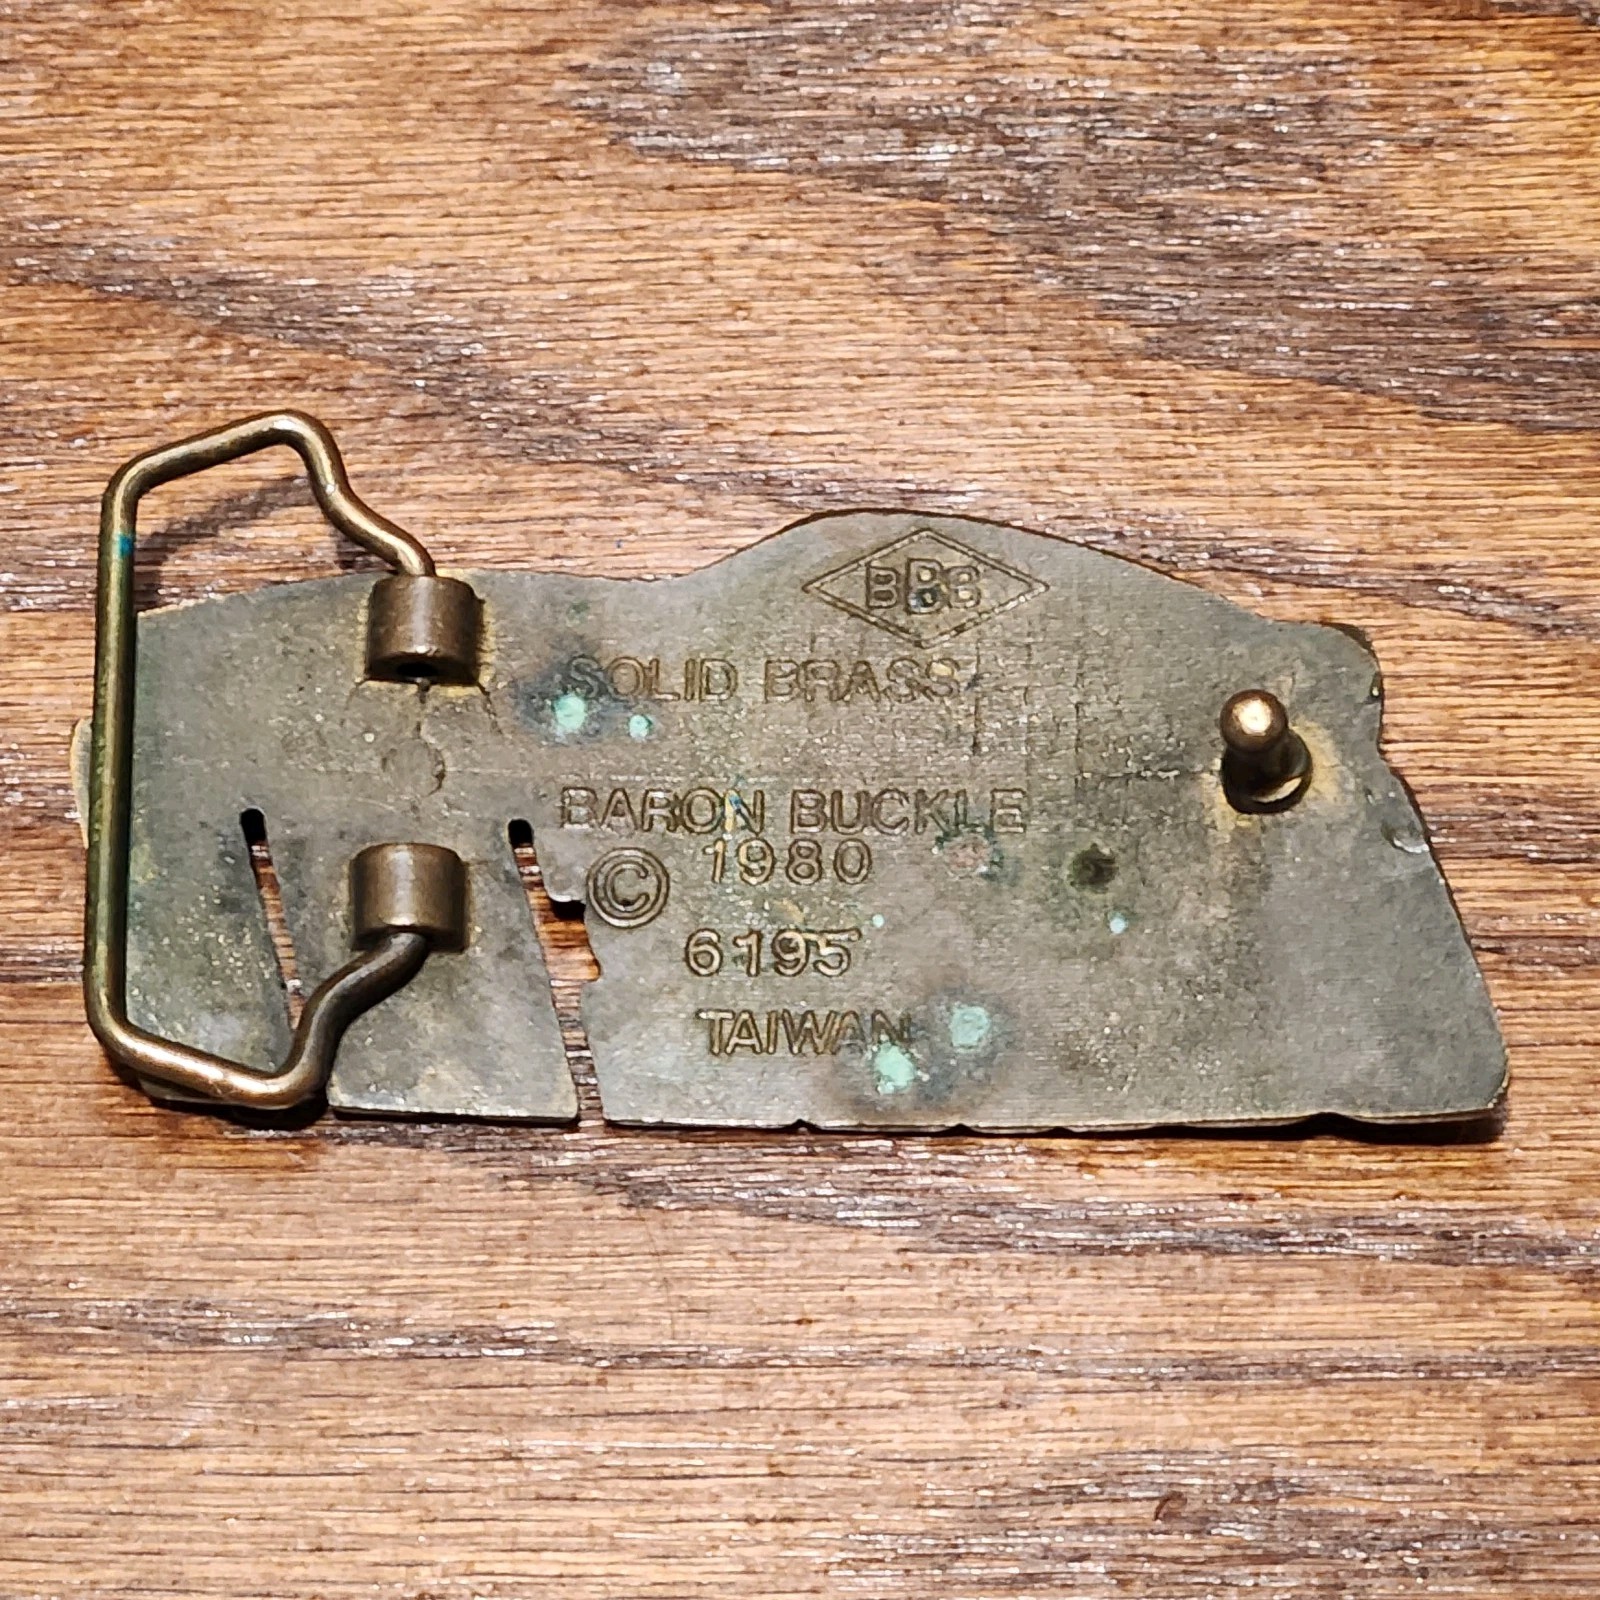 BBB
SOLID BRASS
BARON BUCKLE
© 1980
6195
TAIWAN